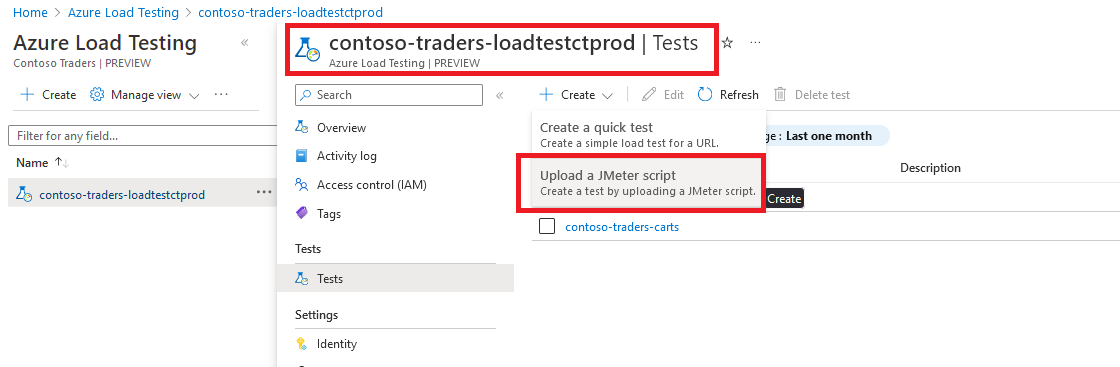 Home > Azure Load Testing > contoso-traders-loadtestctprod
Azure Load Testing
Contoso Traders | PREVIEW
«
Create
Manage view
···
Filter for any field...
Name ↑↓
contoso-traders-loadtestctprod ···
contoso-traders-loadtestctprod | Tests
Azure Load Testing | PREVIEW
☆ ···
Search
«
Overview
Activity log
Access control (IAM)
Tags
Tests
Tests
Settings
Identity
+ Create
Edit
Refresh
Delete test
Create a quick test
Create a simple load test for a URL.
ge : Last one month
Upload a JMeter script
Create a test by uploading a JMeter script.
Description
Create
contoso-traders-carts